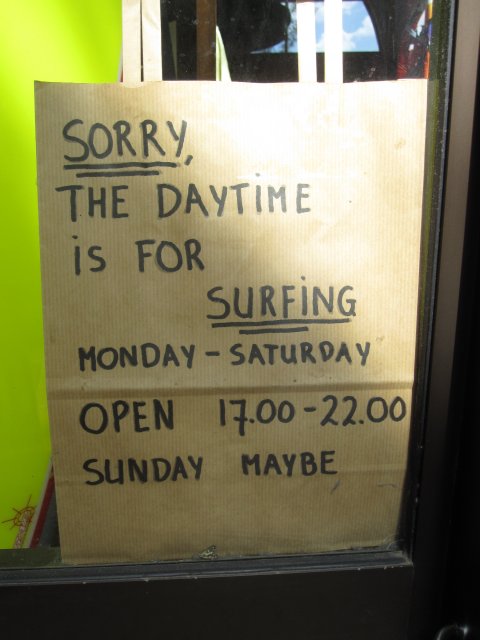 SORRY,
THE DAYTIME
iS FOR
SURFiNG
MONDAY - SATURDAY
OPEN 17.00 - 22.00
SUNDAY MAYBE